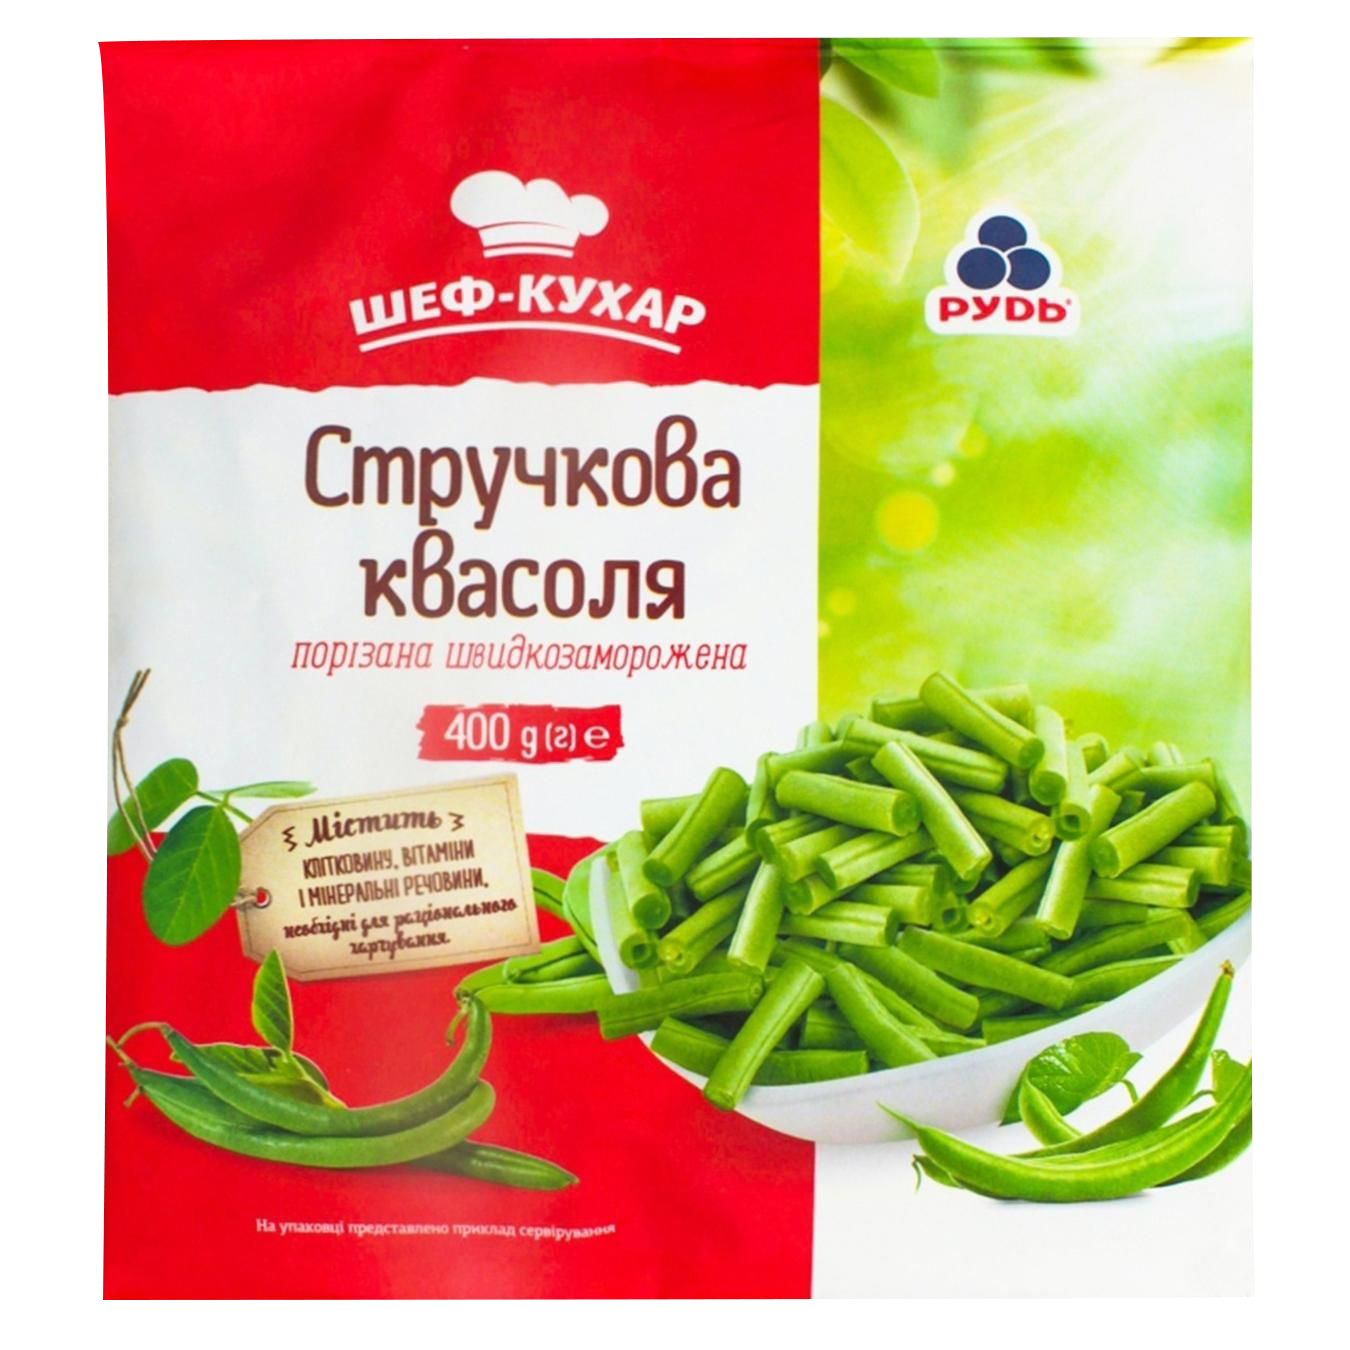 ШЕФ-КУХАР
РУДЬ®
Стручкова
квасоля
порізана швидкозаморожена
400 g (г) ℮
Містить
КЛІТКОВИНУ, ВІТАМІНИ
І МІНЕРАЛЬНІ РЕЧОВИНИ,
необхідні для раціонального
харчування.
На упаковці представлено приклад сервірування